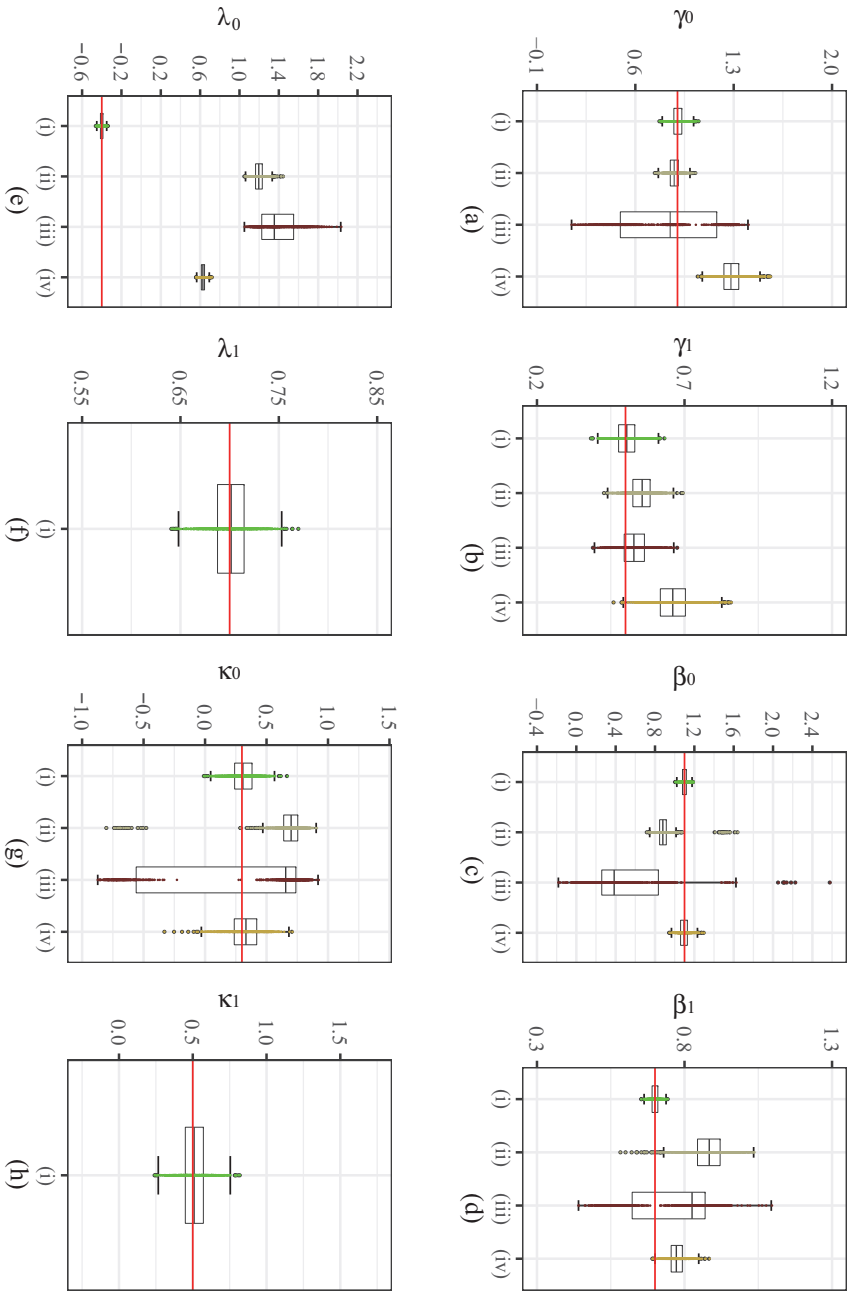 γ0
2.0
1.3
0.6
−0.1
(i) (ii) (iii) (iv)
(a)
γ1
1.2
0.7
0.2
(i) (ii) (iii) (iv)
(b)
β0
2.4
2.0
1.6
1.2
0.8
0.4
0.0
−0.4
(i) (ii) (iii) (iv)
(c)
β1
1.3
0.8
0.3
(i) (ii) (iii) (iv)
(d)
λ0
2.2
1.8
1.4
1.0
0.6
0.2
−0.2
−0.6
(i) (ii) (iii) (iv)
(e)
λ1
0.85
0.75
0.65
0.55
(i)
(f)
κ0
1.5
1.0
0.5
0.0
−0.5
−1.0
(i) (ii) (iii) (iv)
(g)
κ1
1.5
1.0
0.5
0.0
(i)
(h)